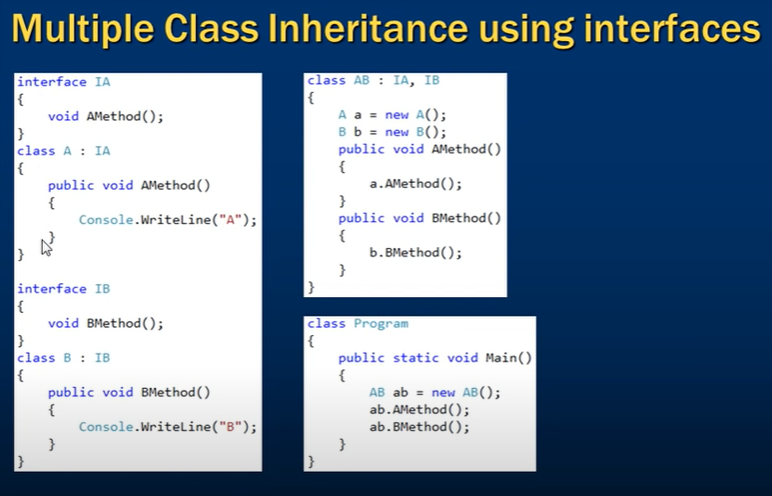 Multiple Class Inheritance using interfaces
interface IA
{
    void AMethod();
}
class A : IA
{
    public void AMethod()
    {
        Console.WriteLine("A");
    }
}
interface IB
{
    void BMethod();
}
class B : IB
{
    public void BMethod()
    {
        Console.WriteLine("B");
    }
}
class AB : IA, IB
{
    A a = new A();
    B b = new B();
    public void AMethod()
    {
        a.AMethod();
    }
    public void BMethod()
    {
        b.BMethod();
    }
}
class Program
{
    public static void Main()
    {
        AB ab = new AB();
        ab.AMethod();
        ab.BMethod();
    }
}